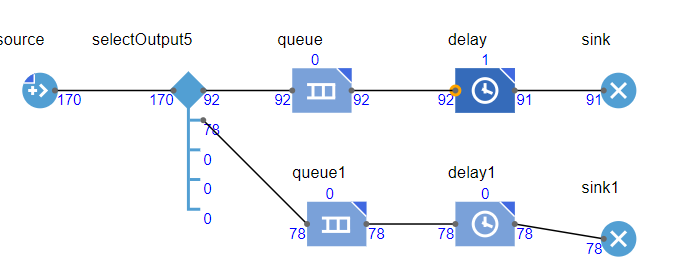 source selectOutput5 queue delay sink
0 1
170 170 92 92 92 92 91 91
78
0
0
0
queue1 delay1 sink1
0 0
78 78 78 78 78